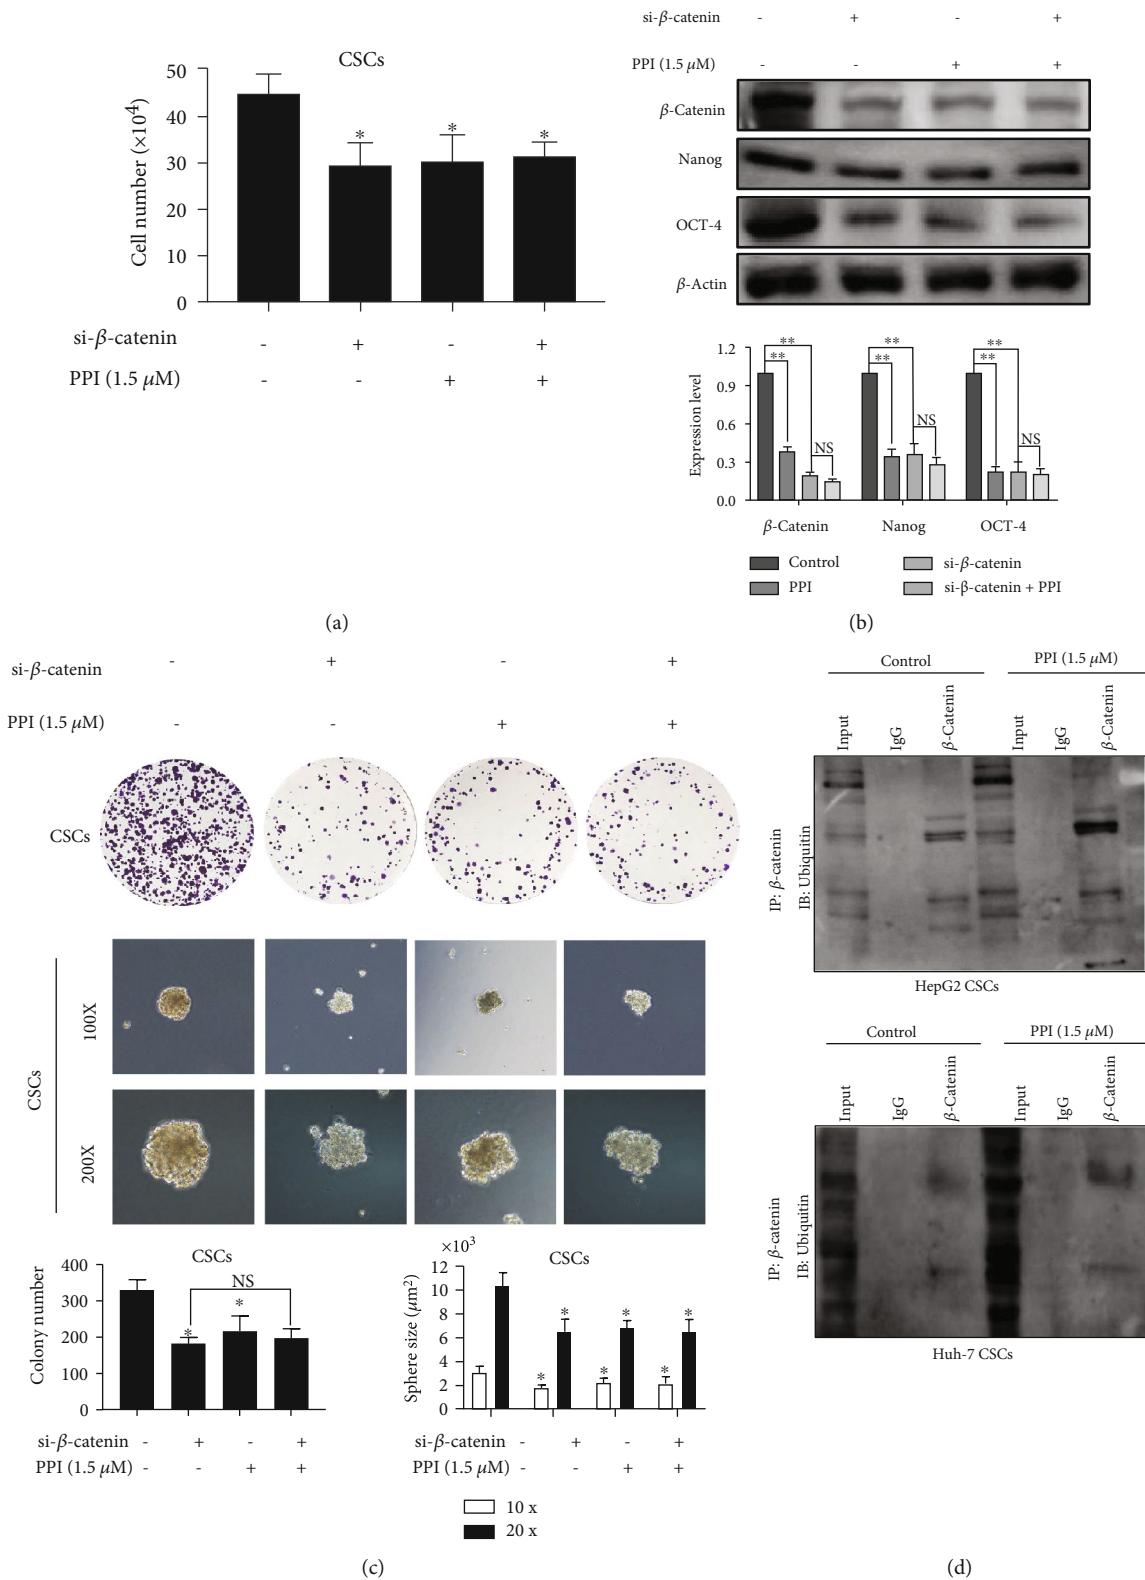 CSCs
Cell number (×10⁴)
50
40
30
20
10
0
* * *
si-β-catenin - + - +
PPI (1.5 μM) - - + +
(a)
si-β-catenin - + - +
PPI (1.5 μM) - - + +
β-Catenin
Nanog
OCT-4
β-Actin
Expression level
1.2
0.9
0.6
0.3
0.0
** ** **
** ** **
NS NS NS
β-Catenin Nanog OCT-4
Control si-β-catenin
PPI si-β-catenin + PPI
(b)
si-β-catenin - + - +
PPI (1.5 μM) - - + +
CSCs
CSCs
100X
200X
CSCs
Colony number
400
300
200
100
0
NS
* *
si-β-catenin - + - +
PPI (1.5 μM) - - + +
×10³ CSCs
Sphere size (μm²)
12
10
8
6
4
2
0
* * *
* * *
si-β-catenin - + - +
PPI (1.5 μM) - - + +
10 x
20 x
(c)
Control PPI (1.5 μM)
Input IgG β-Catenin Input IgG β-Catenin
IP: β-catenin
IB: Ubiquitin
HepG2 CSCs
Control PPI (1.5 μM)
Input IgG β-Catenin Input IgG β-Catenin
IP: β-catenin
IB: Ubiquitin
Huh-7 CSCs
(d)